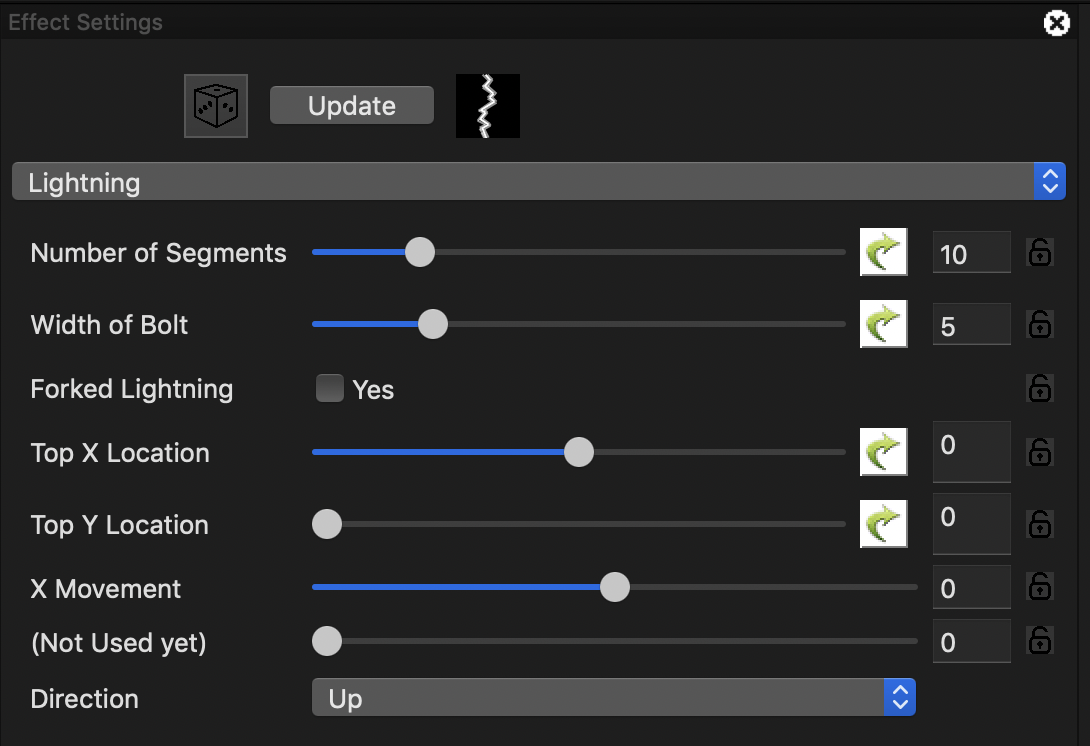 Effect Settings
Update
Lightning
Number of Segments 10
Width of Bolt 5
Forked Lightning Yes
Top X Location 0
Top Y Location 0
X Movement 0
(Not Used yet) 0
Direction Up